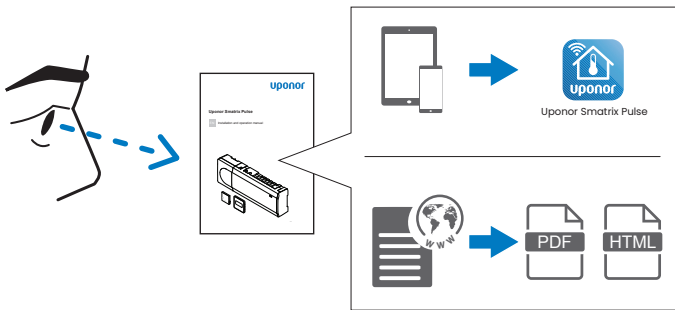 uponor
Uponor Smatrix Pulse
Installation and operation manual
uponor
Uponor Smatrix Pulse
WWW
PDF
HTML